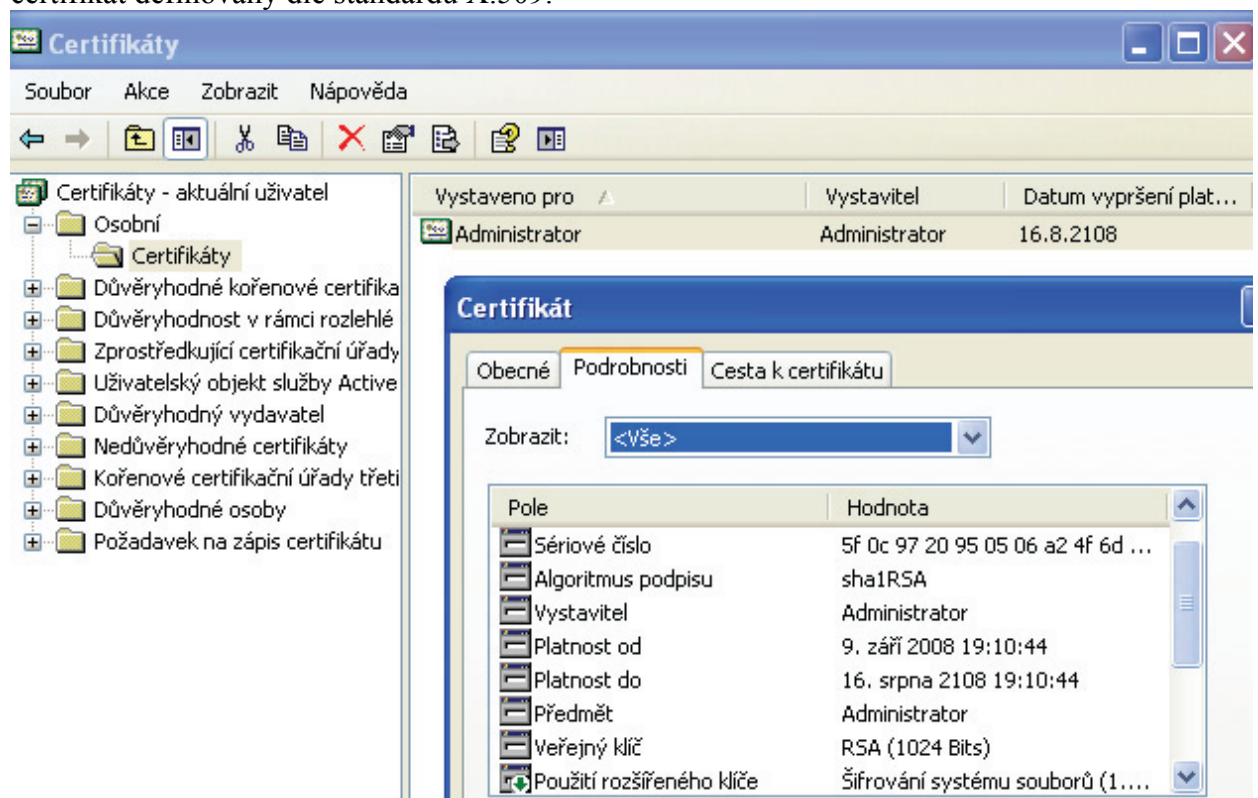 certifikát definovaný dle standardu X.509.
Certifikáty
Soubor Akce Zobrazit Nápověda
Certifikáty - aktuální uživatel
Osobní
Certifikáty
Důvěryhodné kořenové certifika
Důvěryhodnost v rámci rozlehlé
Zprostředkující certifikační úřady
Uživatelský objekt služby Active
Důvěryhodný vydavatel
Nedůvěryhodné certifikáty
Kořenové certifikační úřady třeti
Důvěryhodné osoby
Požadavek na zápis certifikátu
Vystaveno pro Vystavitel Datum vypršení plat...
Administrator Administrator 16.8.2108
Certifikát
Obecné Podrobnosti Cesta k certifikátu
Zobrazit: <Vše>
Pole Hodnota
Sériové číslo 5f 0c 97 20 95 05 06 a2 4f 6d ...
Algoritmus podpisu sha1RSA
Vystavitel Administrator
Platnost od 9. září 2008 19:10:44
Platnost do 16. srpna 2108 19:10:44
Předmět Administrator
Veřejný klíč RSA (1024 Bits)
Použití rozšířeného klíče Šifrování systému souborů (1....